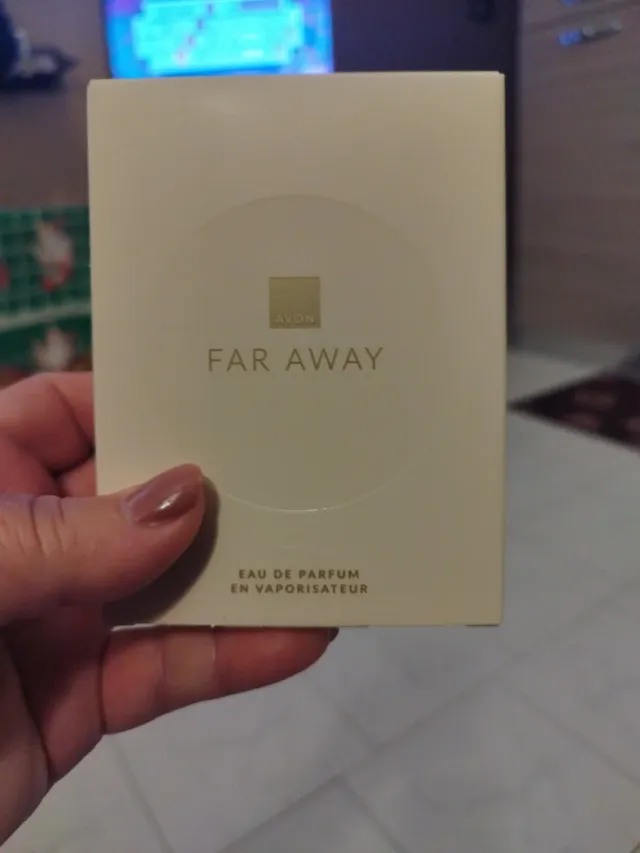 AVON
FAR AWAY
EAU DE PARFUM
EN VAPORISATEUR